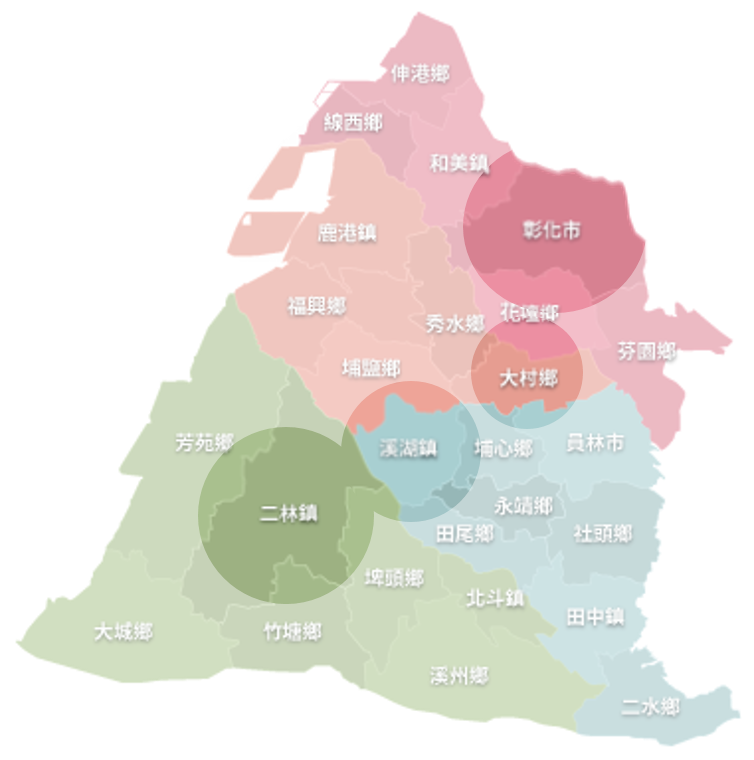 伸港鄉
線西鄉
和美鎮
鹿港鎮
彰化市
福興鄉
秀水鄉
花壇鄉
芬園鄉
埔鹽鄉
大村鄉
芳苑鄉
溪湖鎮
埔心鄉
員林市
二林鎮
永靖鄉
田尾鄉
社頭鄉
埤頭鄉
北斗鎮
大城鄉
竹塘鄉
田中鎮
溪州鄉
二水鄉